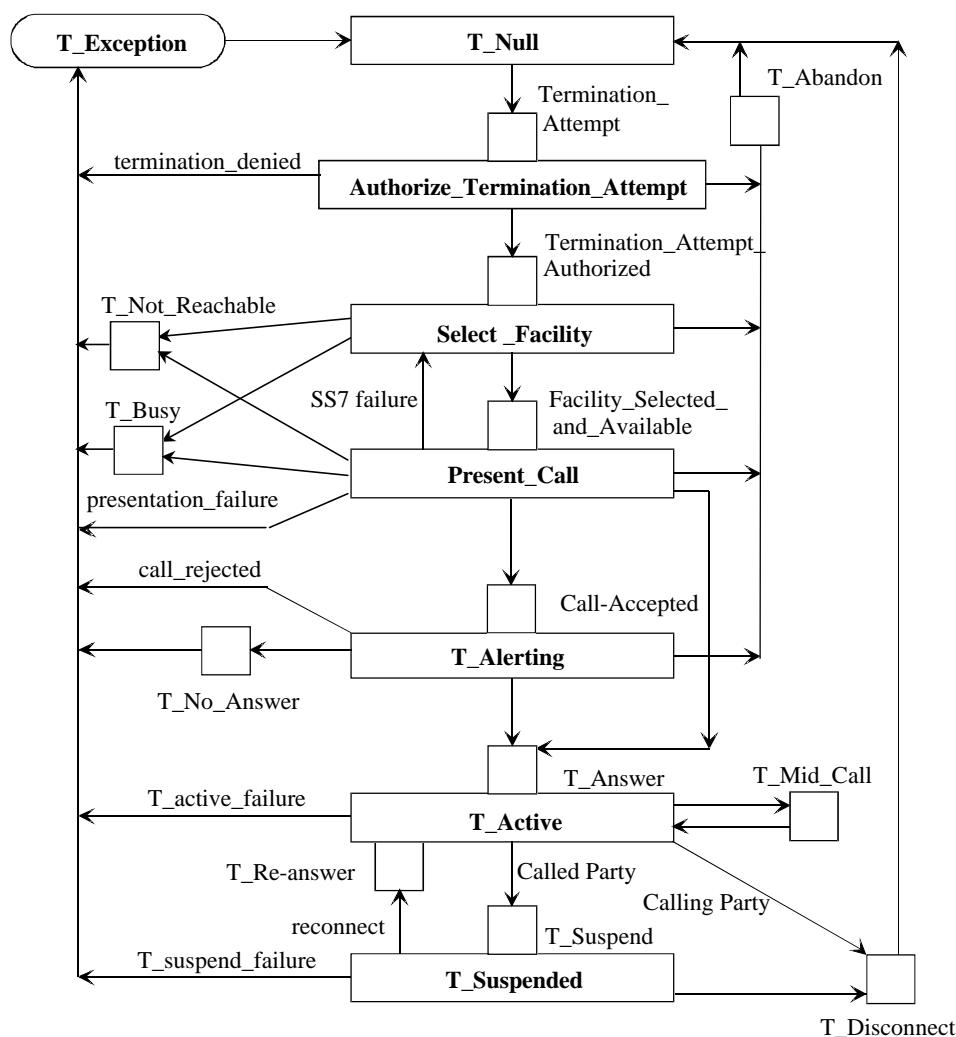 T_Exception
T_Null
T_Abandon
Termination_
Attempt
termination_denied
Authorize_Termination_Attempt
Termination_Attempt_
Authorized
T_Not_Reachable
Select _Facility
SS7 failure
Facility_Selected_
and_Available
T_Busy
Present_Call
presentation_failure
call_rejected
Call-Accepted
T_Alerting
T_No_Answer
T_Answer
T_Mid_Call
T_active_failure
T_Active
T_Re-answer
Called Party
Calling Party
reconnect
T_Suspend
T_suspend_failure
T_Suspended
T_Disconnect